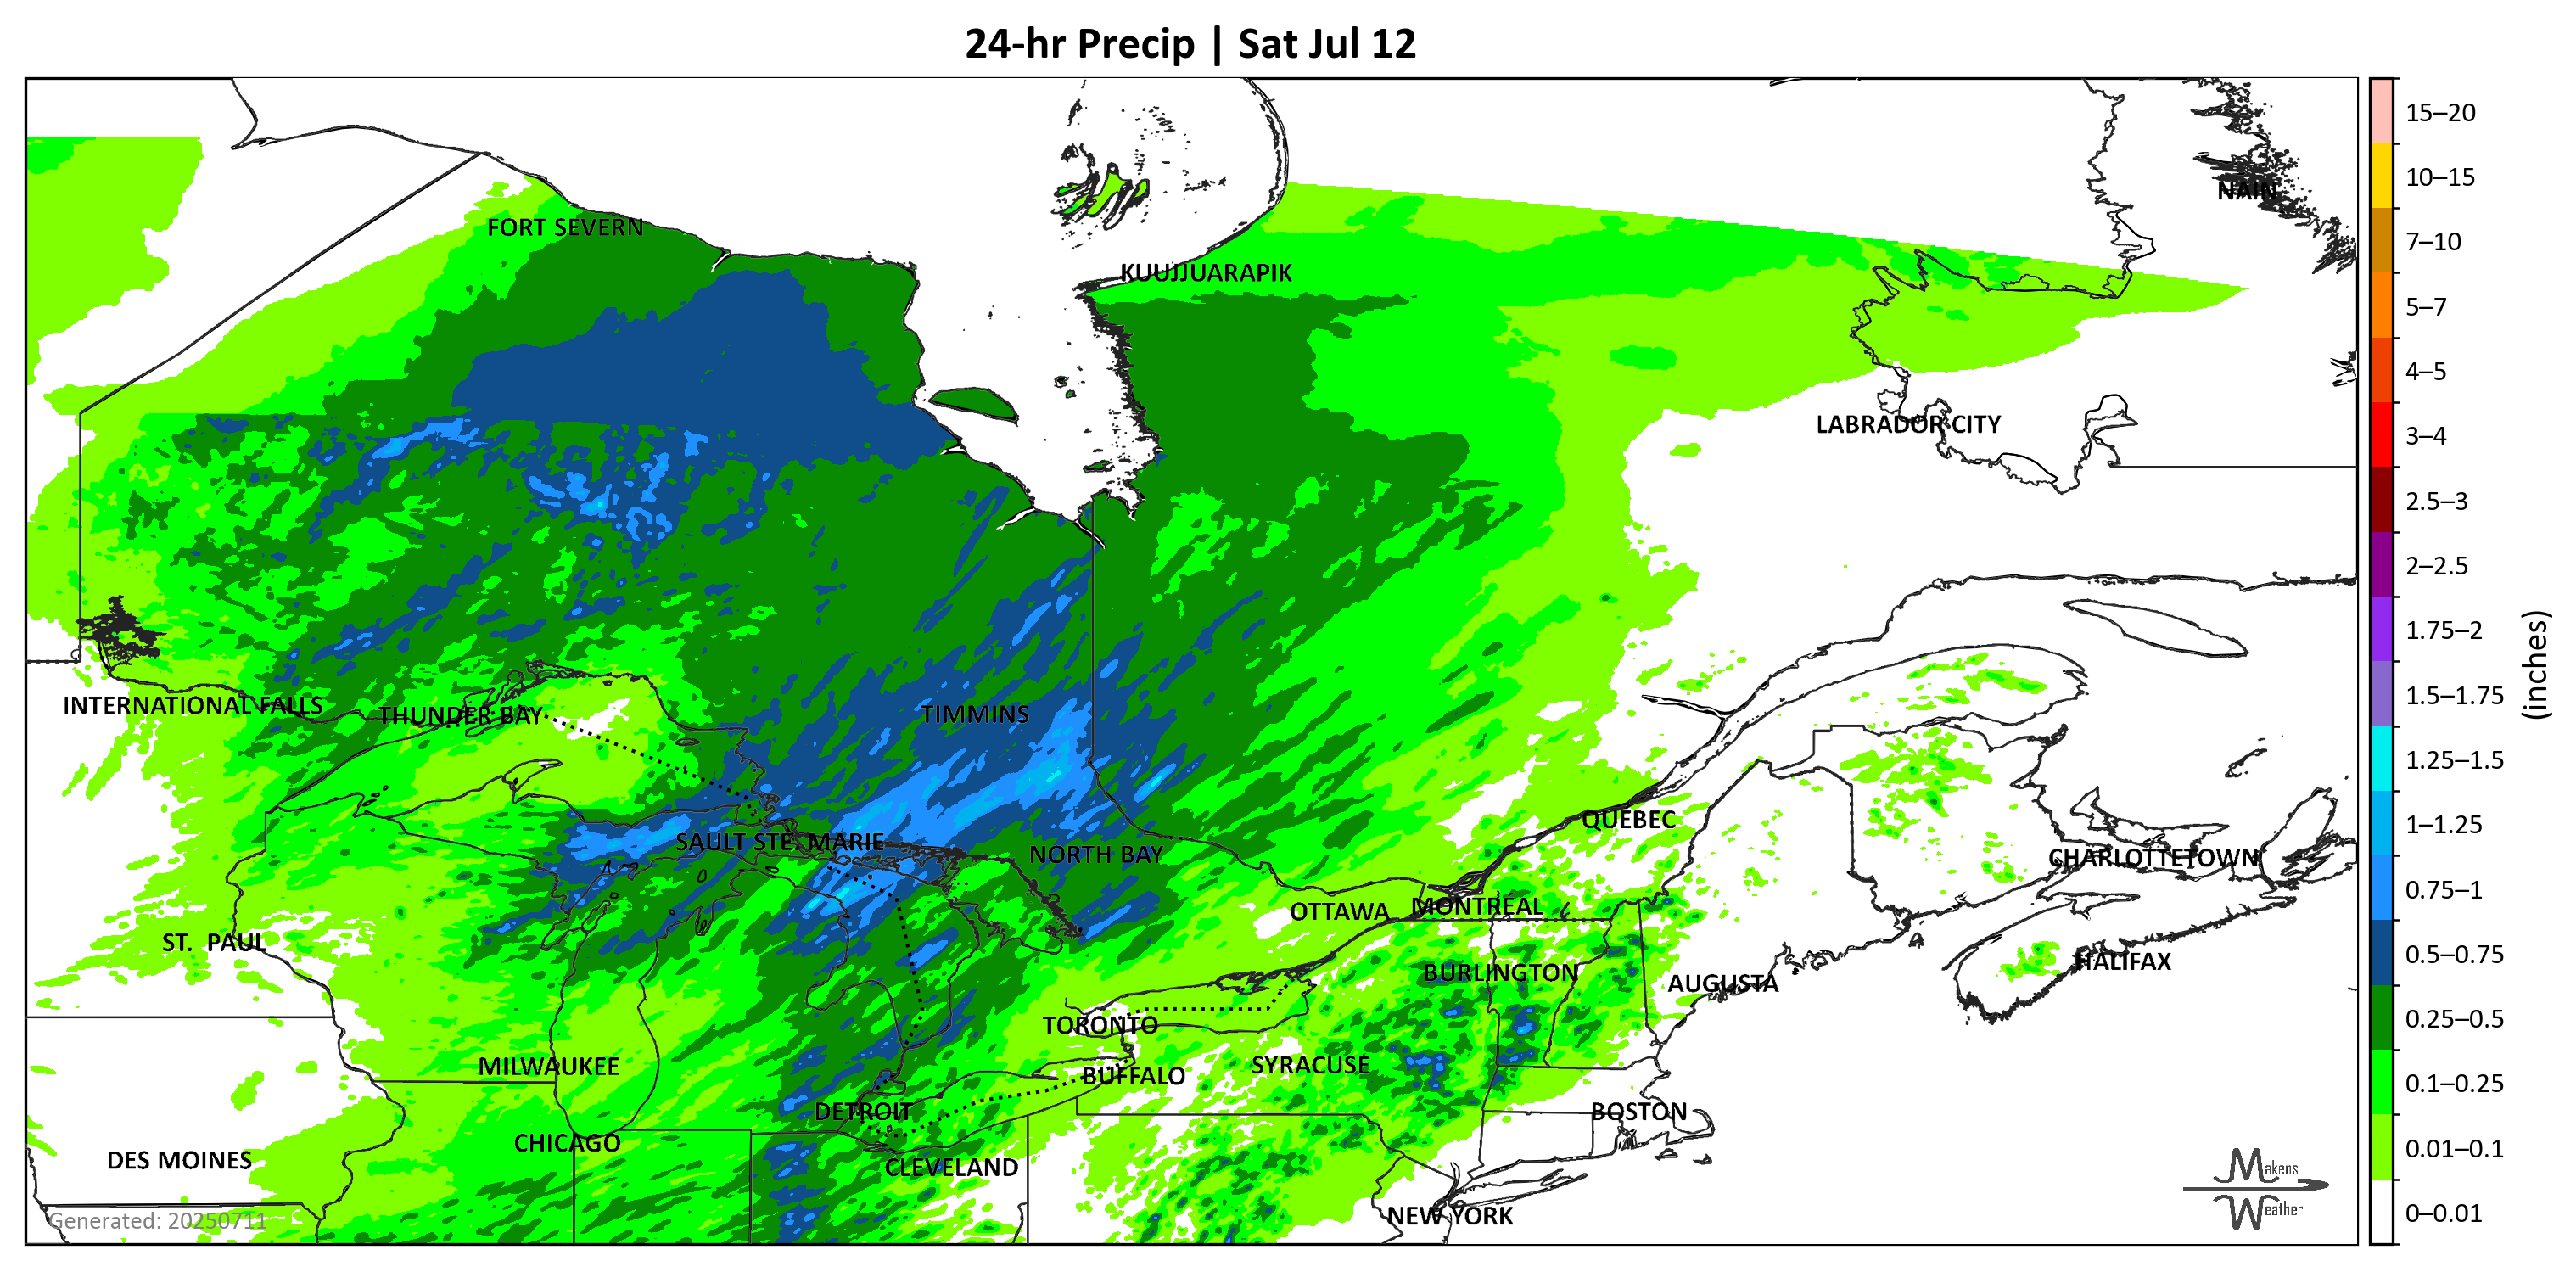 24-hr Precip | Sat Jul 12
NAIN
FORT SEVERN
KUUJJUARAPIK
LABRADOR CITY
INTERNATIONAL FALLS
THUNDER BAY
TIMMINS
SAULT STE. MARIE
NORTH BAY
QUEBEC
CHARLOTTETOWN
OTTAWA
MONTREAL
ST. PAUL
BURLINGTON
AUGUSTA
HALIFAX
TORONTO
MILWAUKEE
BUFFALO
SYRACUSE
DETROIT
BOSTON
CHICAGO
DES MOINES
CLEVELAND
NEW YORK
Generated: 20250711
Makens
Weather
15–20
10–15
7–10
5–7
4–5
3–4
2.5–3
2–2.5
1.75–2
1.5–1.75
1.25–1.5
1–1.25
0.75–1
0.5–0.75
0.25–0.5
0.1–0.25
0.01–0.1
0–0.01
(inches)